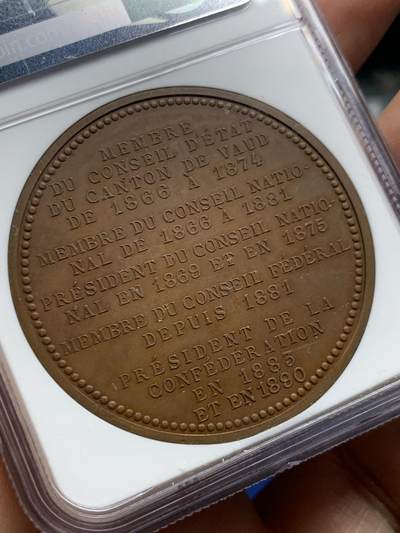 MEMBRE
DU CONSEIL D'ÉTAT
DU CANTON DE VAUD
DE 1866 A 1874
MEMBRE DU CONSEIL NATIO-
NAL DE 1866 A 1881
PRÉSIDENT DU CONSEIL NATIO-
NAL EN 1869 ET EN 1875
MEMBRE DU CONSEIL FÉDÉRAL
DEPUIS 1881
PRÉSIDENT DE LA
CONFÉDÉRATION
EN 1885
ET EN 1890